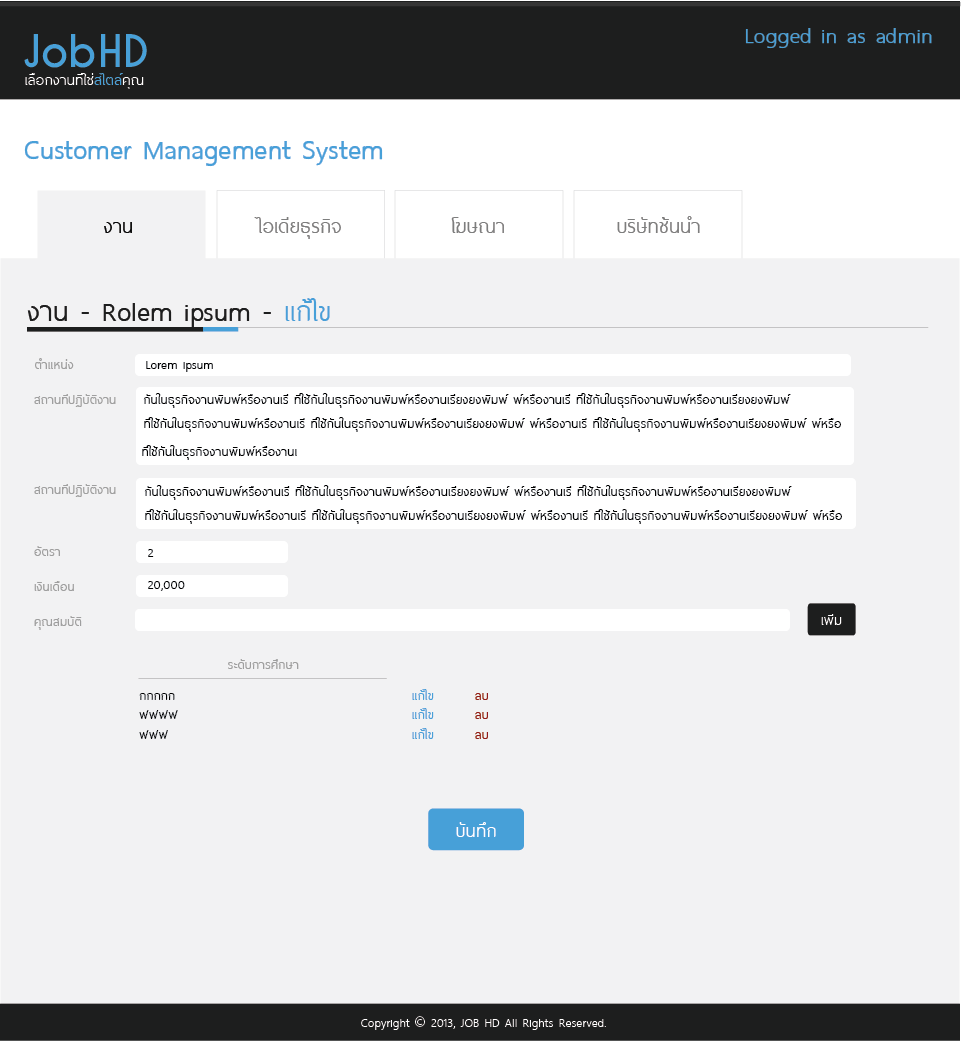 JobHD
เลือกงานที่ใช่สไตล์คุณ
Logged in as admin
Customer Management System
งาน
ไอเดียธุรกิจ
โฆษณา
บริษัทชั้นนำ
งาน - Rolem ipsum - แก้ไข
ตำแหน่ง
Lorem ipsum
สถานที่ปฏิบัติงาน
กันในธุรกิจงานพิมพ์หรืองานเรี ที่ใช้กันในธุรกิจงานพิมพ์หรืองานเรียงยงพิมพ์ พ์หรืองานเรี ที่ใช้กันในธุรกิจงานพิมพ์หรืองานเรียงยงพิมพ์
ที่ใช้กันในธุรกิจงานพิมพ์หรืองานเรี ที่ใช้กันในธุรกิจงานพิมพ์หรืองานเรียงยงพิมพ์ พ์หรืองานเรี ที่ใช้กันในธุรกิจงานพิมพ์หรืองานเรียงยงพิมพ์ พ์หรือ
ที่ใช้กันในธุรกิจงานพิมพ์หรืองานเ
สถานที่ปฏิบัติงาน
กันในธุรกิจงานพิมพ์หรืองานเรี ที่ใช้กันในธุรกิจงานพิมพ์หรืองานเรียงยงพิมพ์ พ์หรืองานเรี ที่ใช้กันในธุรกิจงานพิมพ์หรืองานเรียงยงพิมพ์
ที่ใช้กันในธุรกิจงานพิมพ์หรืองานเรี ที่ใช้กันในธุรกิจงานพิมพ์หรืองานเรียงยงพิมพ์ พ์หรืองานเรี ที่ใช้กันในธุรกิจงานพิมพ์หรืองานเรียงยงพิมพ์ พ์หรือ
อัตรา
2
เงินเดือน
20,000
คุณสมบัติ
เพิ่ม
ระดับการศึกษา
กกกกก แก้ไข ลบ
ฟฟฟฟ แก้ไข ลบ
ฟฟฟ แก้ไข ลบ
บันทึก
Copyright © 2013, JOB HD All Rights Reserved.